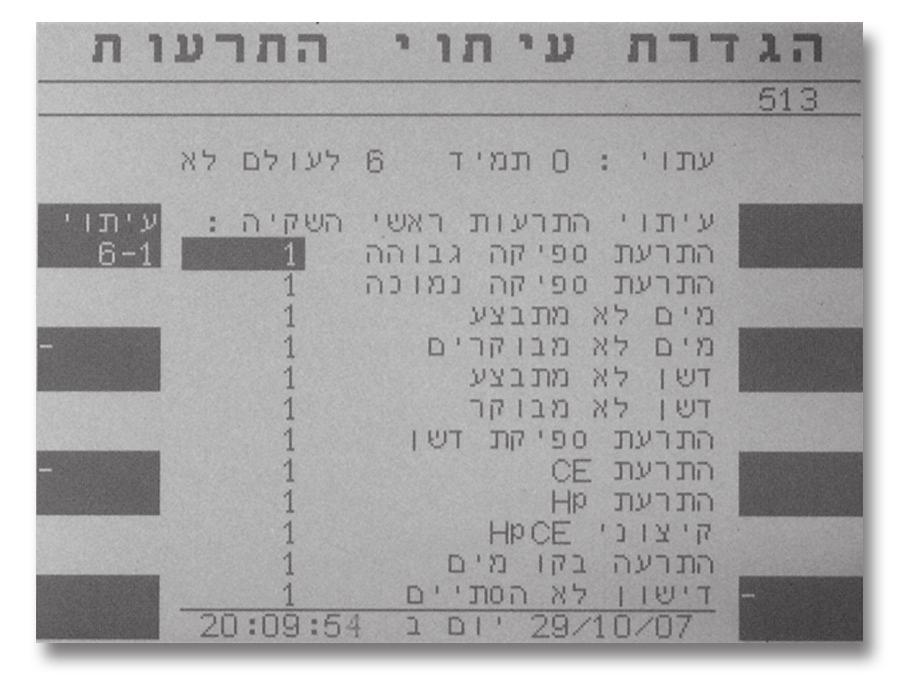 הגדרת עיתוי התרעות
513
עתוי : 0 תמיד 6 לעולם לא
עיתוי התרעות ראשי השקיה :
עיתוי
6-1
התרעת ספיקה גבוהה 1
התרעת ספיקה נמוכה 1
מים לא מתבצע 1
מים לא מבוקרים 1
דשן לא מתבצע 1
דשן לא מבוקר 1
התרעת ספיקת דשן 1
התרעת CE 1
התרעת Hp 1
קיצוני HpCE 1
התרעה בקו מים 1
דישון לא הסתיים 1
29/10/07 יום ב 20:09:54